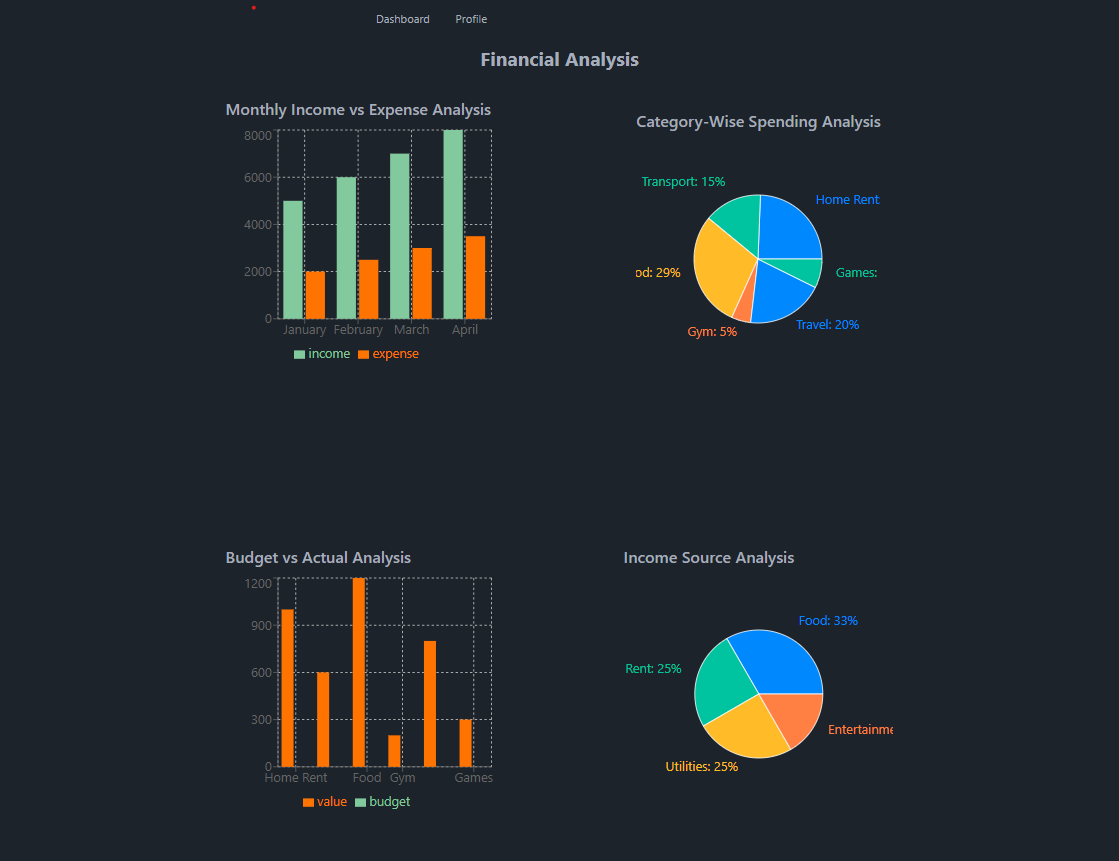 Dashboard Profile
Financial Analysis
Monthly Income vs Expense Analysis
8000
6000
4000
2000
0
January February March April
income expense
Category-Wise Spending Analysis
Transport: 15%
Home Rent
od: 29%
Games:
Travel: 20%
Gym: 5%
Budget vs Actual Analysis
1200
900
600
300
0
Home Rent Food Gym Games
value budget
Income Source Analysis
Food: 33%
Rent: 25%
Entertainme
Utilities: 25%